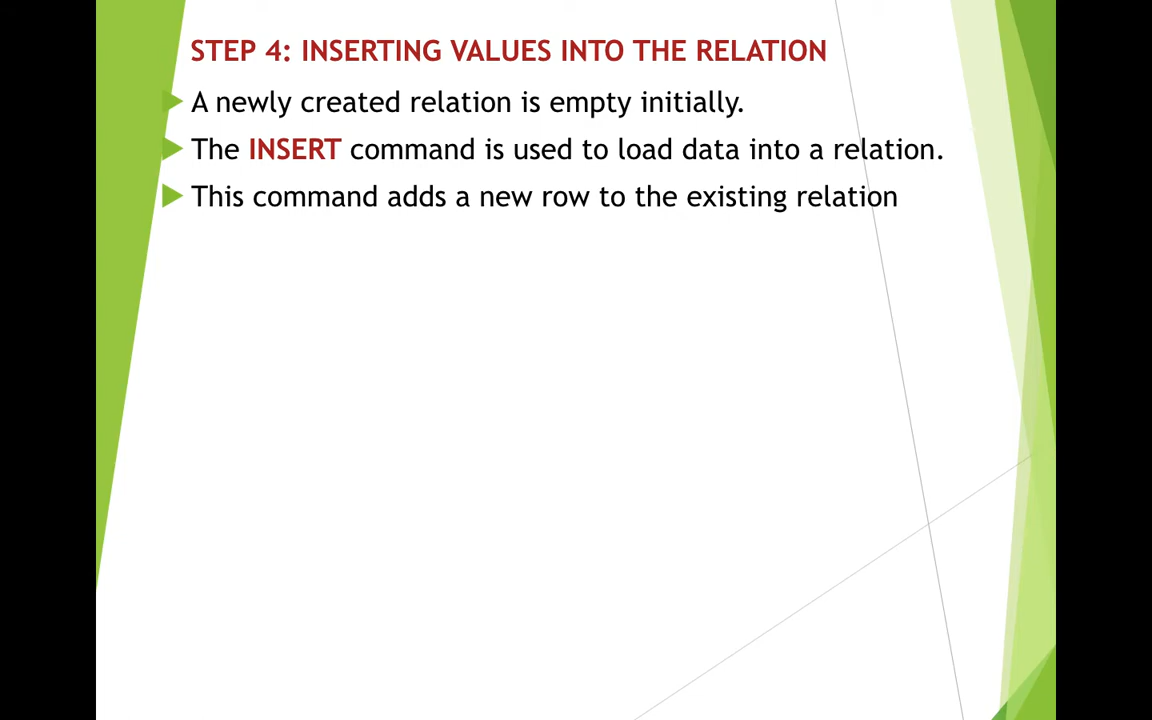 STEP 4: INSERTING VALUES INTO THE RELATION
A newly created relation is empty initially.
The INSERT command is used to load data into a relation.
This command adds a new row to the existing relation